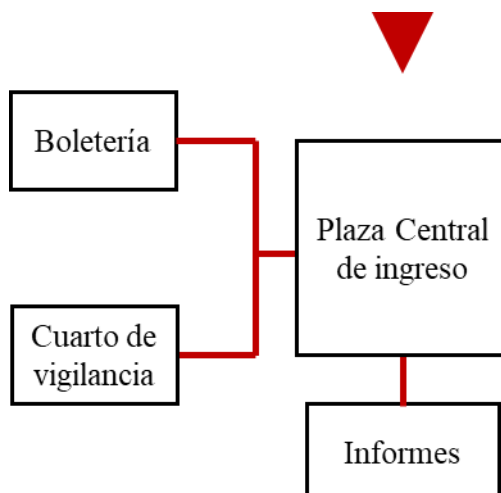 Boletería
Plaza Central
de ingreso
Cuarto de
vigilancia
Informes